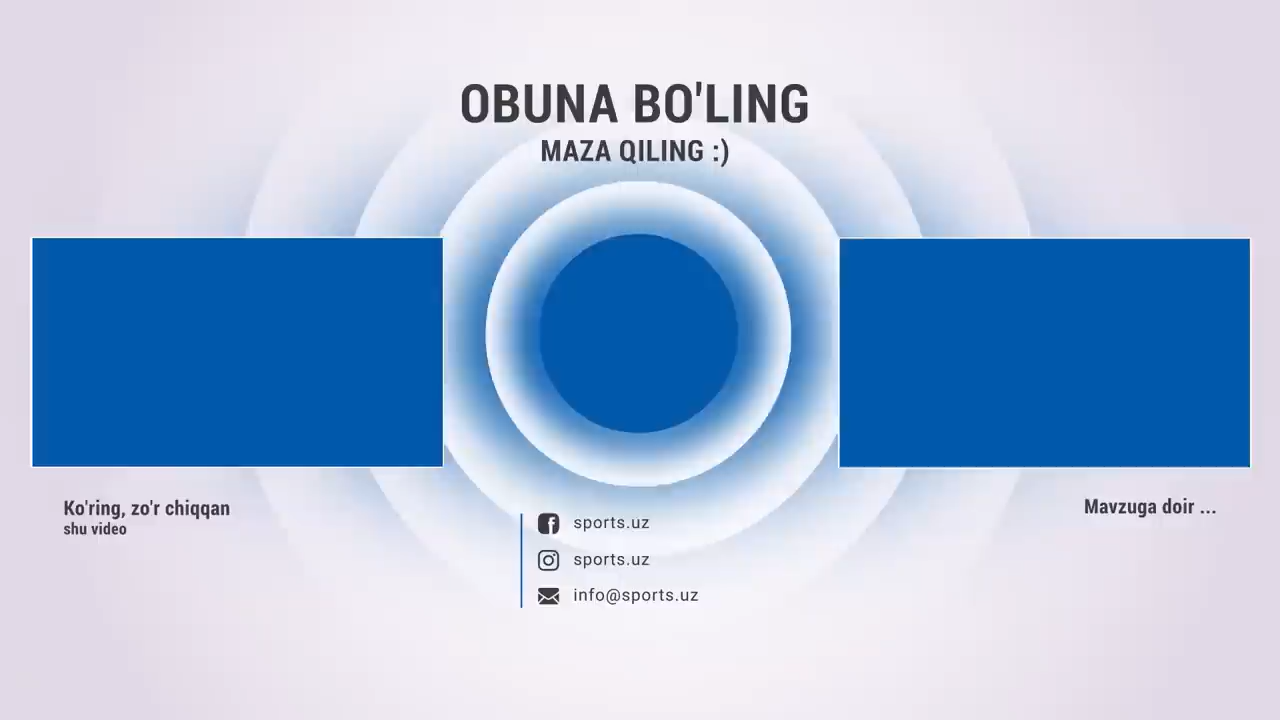 OBUNA BO'LING
MAZA QILING :)
Ko'ring, zo'r chiqqan
shu video
Mavzuga doir ...
sports.uz
sports.uz
info@sports.uz